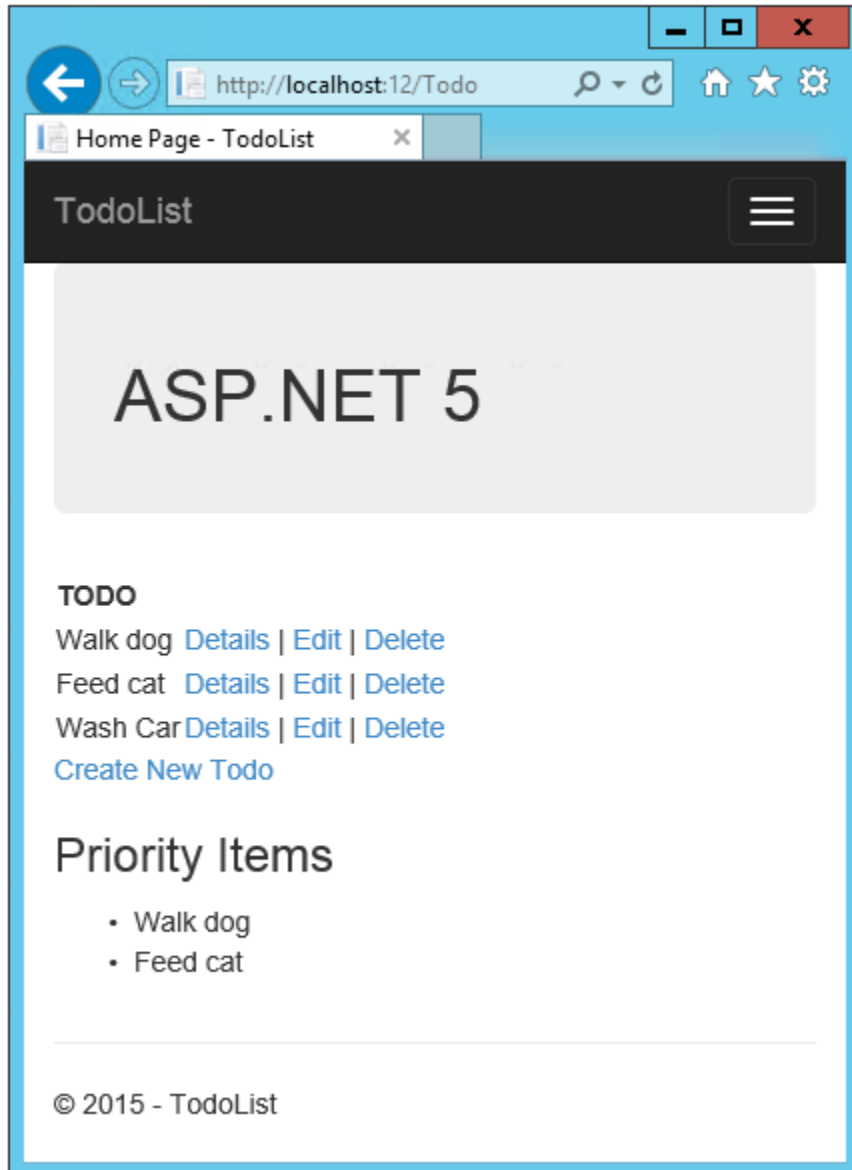 http://localhost:12/Todo
Home Page - TodoList
TodoList
ASP.NET 5
TODO
Walk dog Details | Edit | Delete
Feed cat Details | Edit | Delete
Wash Car Details | Edit | Delete
Create New Todo
Priority Items
• Walk dog
• Feed cat
© 2015 - TodoList